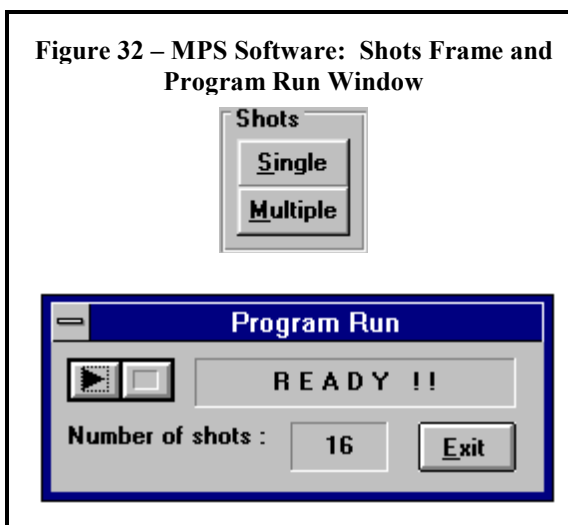 Figure 32 – MPS Software:  Shots Frame and
Program Run Window
Shots
Single
Multiple
Program Run
READY !!
Number of shots :
16
Exit